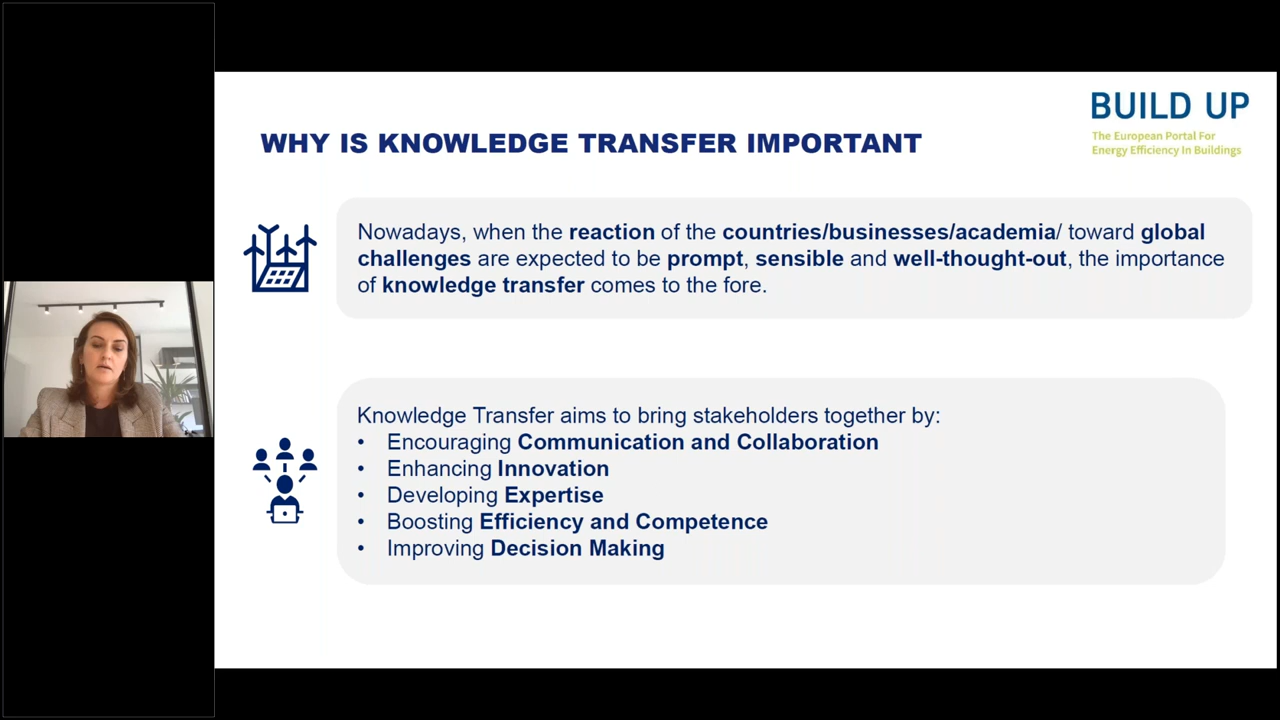 BUILD UP
The European Portal For
Energy Efficiency In Buildings
WHY IS KNOWLEDGE TRANSFER IMPORTANT
Nowadays, when the reaction of the countries/businesses/academia/ toward global
challenges are expected to be prompt, sensible and well-thought-out, the importance
of knowledge transfer comes to the fore.
Knowledge Transfer aims to bring stakeholders together by:
• Encouraging Communication and Collaboration
• Enhancing Innovation
• Developing Expertise
• Boosting Efficiency and Competence
• Improving Decision Making